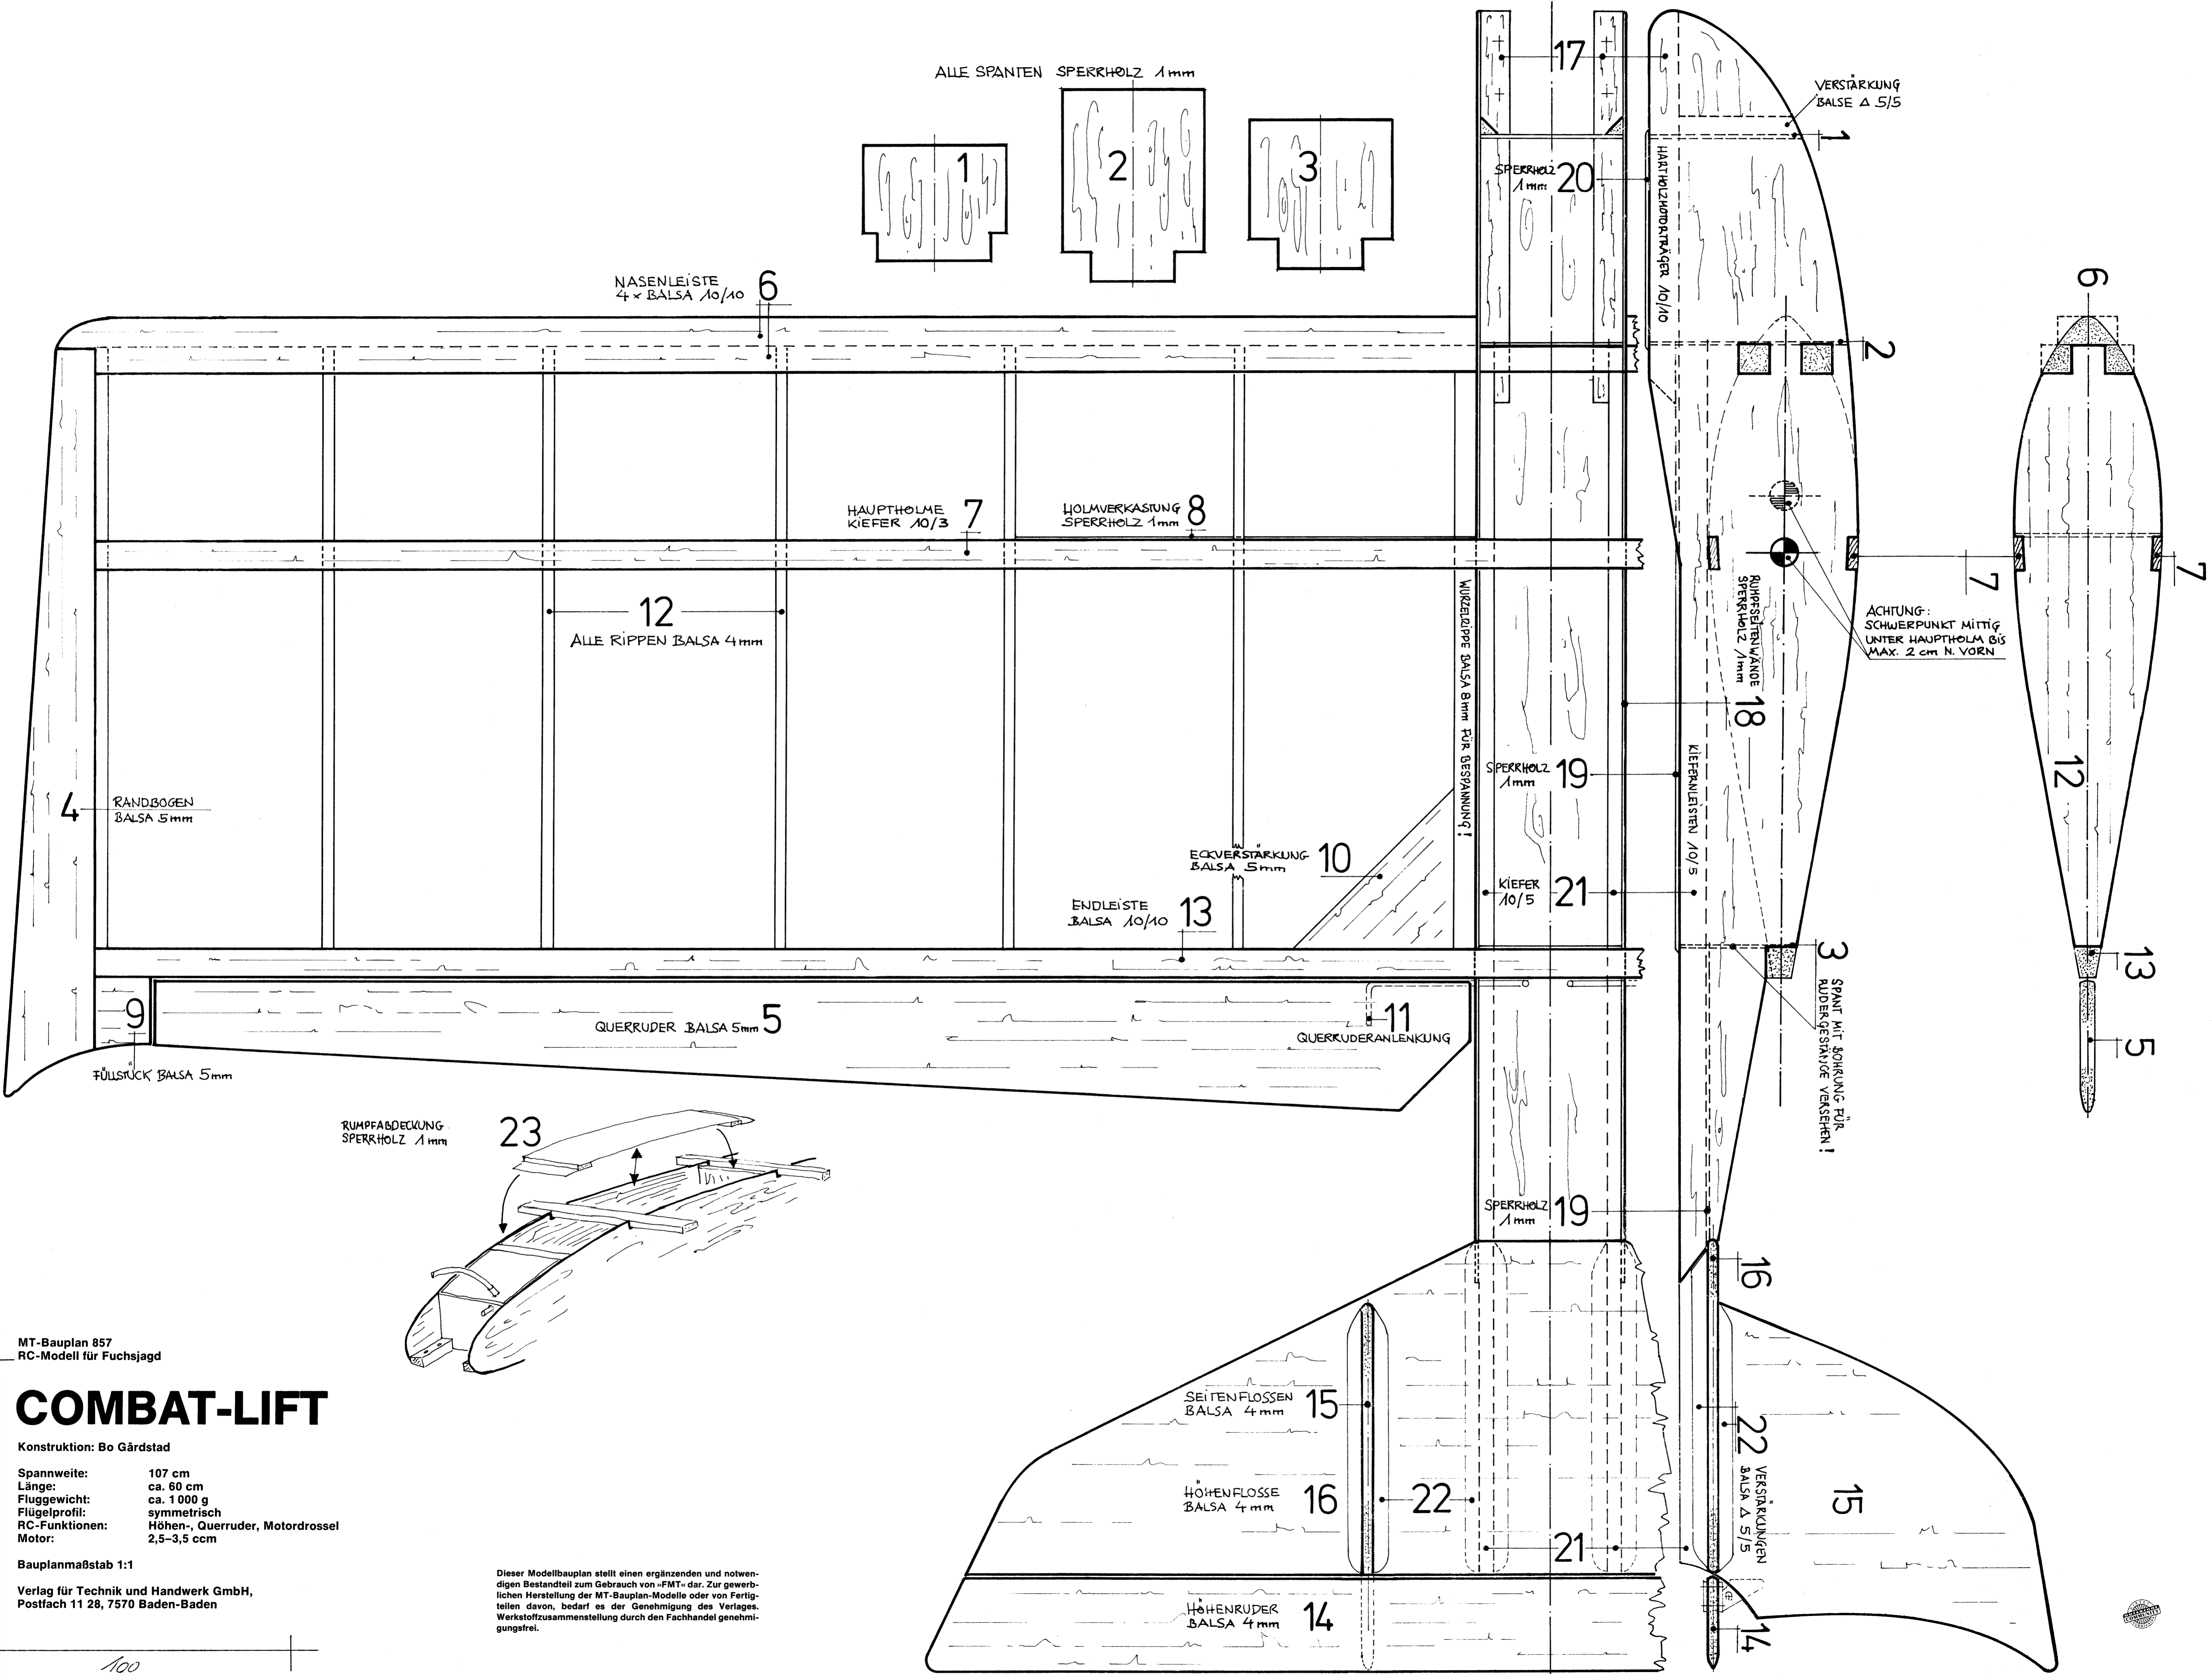 ALLE SPANTEN SPERRHOLZ 1mm
1
2
3
17
VERSTÄRKUNG
BALSE Δ 5/5
1
SPERRHOLZ
1mm 20
HARTHOLZMOTORTRÄGER 10/10
2
NASENLEISTE
4x BALSA 10/10
6
6
HAUPTHOLME
KIEFER 10/3
7
HOLMVERKASTUNG
SPERRHOLZ 1mm
8
7
7
12
ALLE RIPPEN BALSA 4mm
WURZELRIPPE BALSA 8mm FÜR BESPANNUNG!
RUMPFSEITENWÄNDE
SPERRHOLZ 1mm
18
ACHTUNG:
SCHWERPUNKT MITTIG
UNTER HAUPTHOLM BIS
MAX. 2 cm N. VORN
4
RANDBOGEN
BALSA 5mm
SPERRHOLZ
1mm
19
KIEFERNLEISTEN 10/5
12
ECKVERSTÄRKUNG
BALSA 5mm
10
KIEFER
10/5
21
ENDLEISTE
BALSA 10/10
13
3
SPANT MIT BOHRUNG FÜR
RUDERGESTÄNGE VERSEHEN!
13
5
9
FÜLLSTÜCK BALSA 5mm
QUERRUDER BALSA 5mm 5
11
QUERRUDERANLENKUNG
RUMPFABDECKUNG
SPERRHOLZ 1mm
23
SPERRHOLZ
1mm
19
16
SEITENFLOSSEN
BALSA 4mm
15
HÖHENFLOSSE
BALSA 4mm
16
22
21
22
VERSTÄRKUNGEN
BALSA Δ 5/5
15
HÖHENRUDER
BALSA 4mm
14
14
MT-Bauplan 857
RC-Modell für Fuchsjagd
COMBAT-LIFT
Konstruktion: Bo Gårdstad
Spannweite: 107 cm
Länge: ca. 60 cm
Fluggewicht: ca. 1000 g
Flügelprofil: symmetrisch
RC-Funktionen: Höhen-, Querruder, Motordrossel
Motor: 2,5–3,5 ccm
Bauplanmaßstab 1:1
Verlag für Technik und Handwerk GmbH,
Postfach 11 28, 7570 Baden-Baden
Dieser Modellbauplan stellt einen ergänzenden und notwen-
digen Bestandteil zum Gebrauch von »FMT« dar. Zur gewerb-
lichen Herstellung der MT-Bauplan-Modelle oder von Fertig-
teilen davon, bedarf es der Genehmigung des Verlages.
Werkstoffzusammenstellung durch den Fachhandel genehmi-
gungsfrei.
100